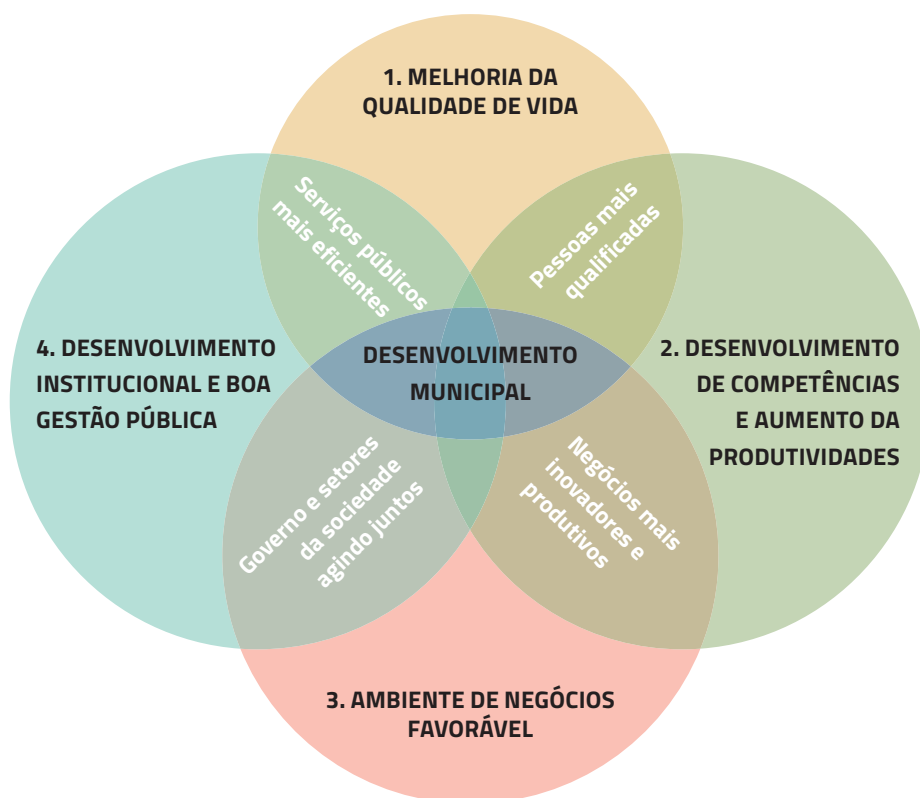 1. MELHORIA DA
QUALIDADE DE VIDA
Serviços públicos
mais eficientes
Pessoas mais
qualificadas
4. DESENVOLVIMENTO
INSTITUCIONAL E BOA
GESTÃO PÚBLICA
DESENVOLVIMENTO
MUNICIPAL
2. DESENVOLVIMENTO
DE COMPETÊNCIAS
E AUMENTO DA
PRODUTIVIDADES
Governo e setores
da sociedade
agindo juntos
Negócios mais
inovadores e
produtivos
3. AMBIENTE DE NEGÓCIOS
FAVORÁVEL